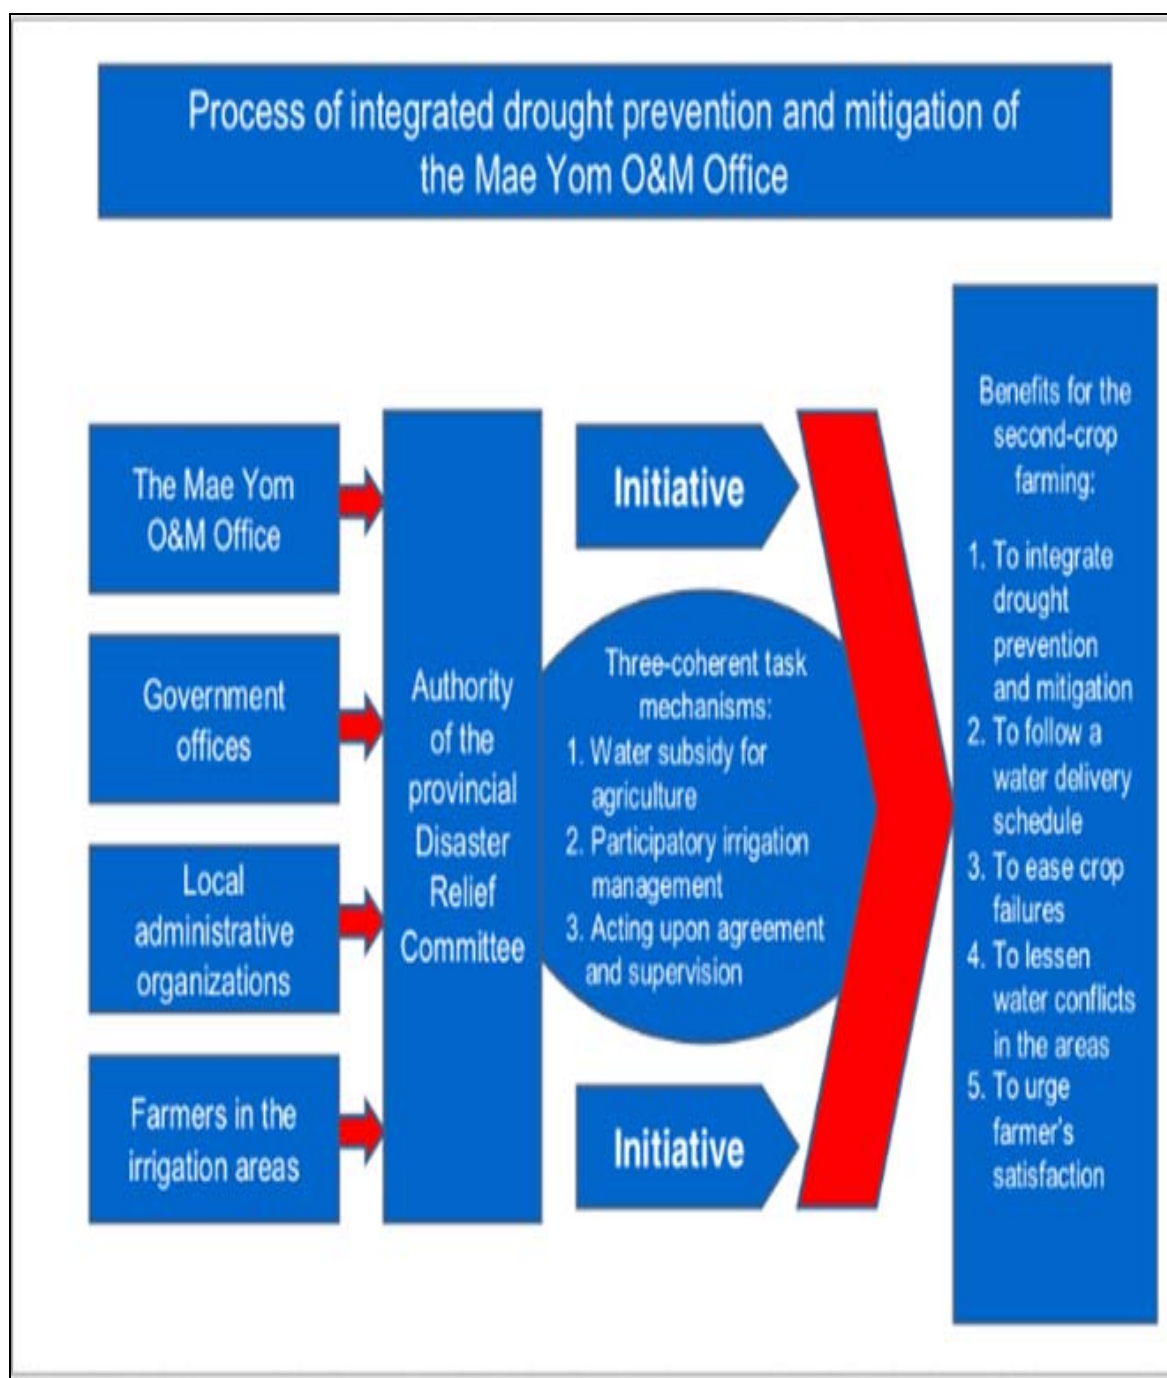 Process of integrated drought prevention and mitigation of
the Mae Yom O&M Office
The Mae Yom
O&M Office
Government
offices
Local
administrative
organizations
Farmers in the
irrigation areas
Authority
of the
provincial
Disaster
Relief
Committee
Initiative
Three-coherent task
mechanisms:
1. Water subsidy for
agriculture
2. Participatory irrigation
management
3. Acting upon agreement
and supervision
Initiative
Benefits for the
second-crop
farming:
1. To integrate
drought
prevention
and mitigation
2. To follow a
water delivery
schedule
3. To ease crop
failures
4. To lessen
water conflicts
in the areas
5. To urge
farmer's
satisfaction